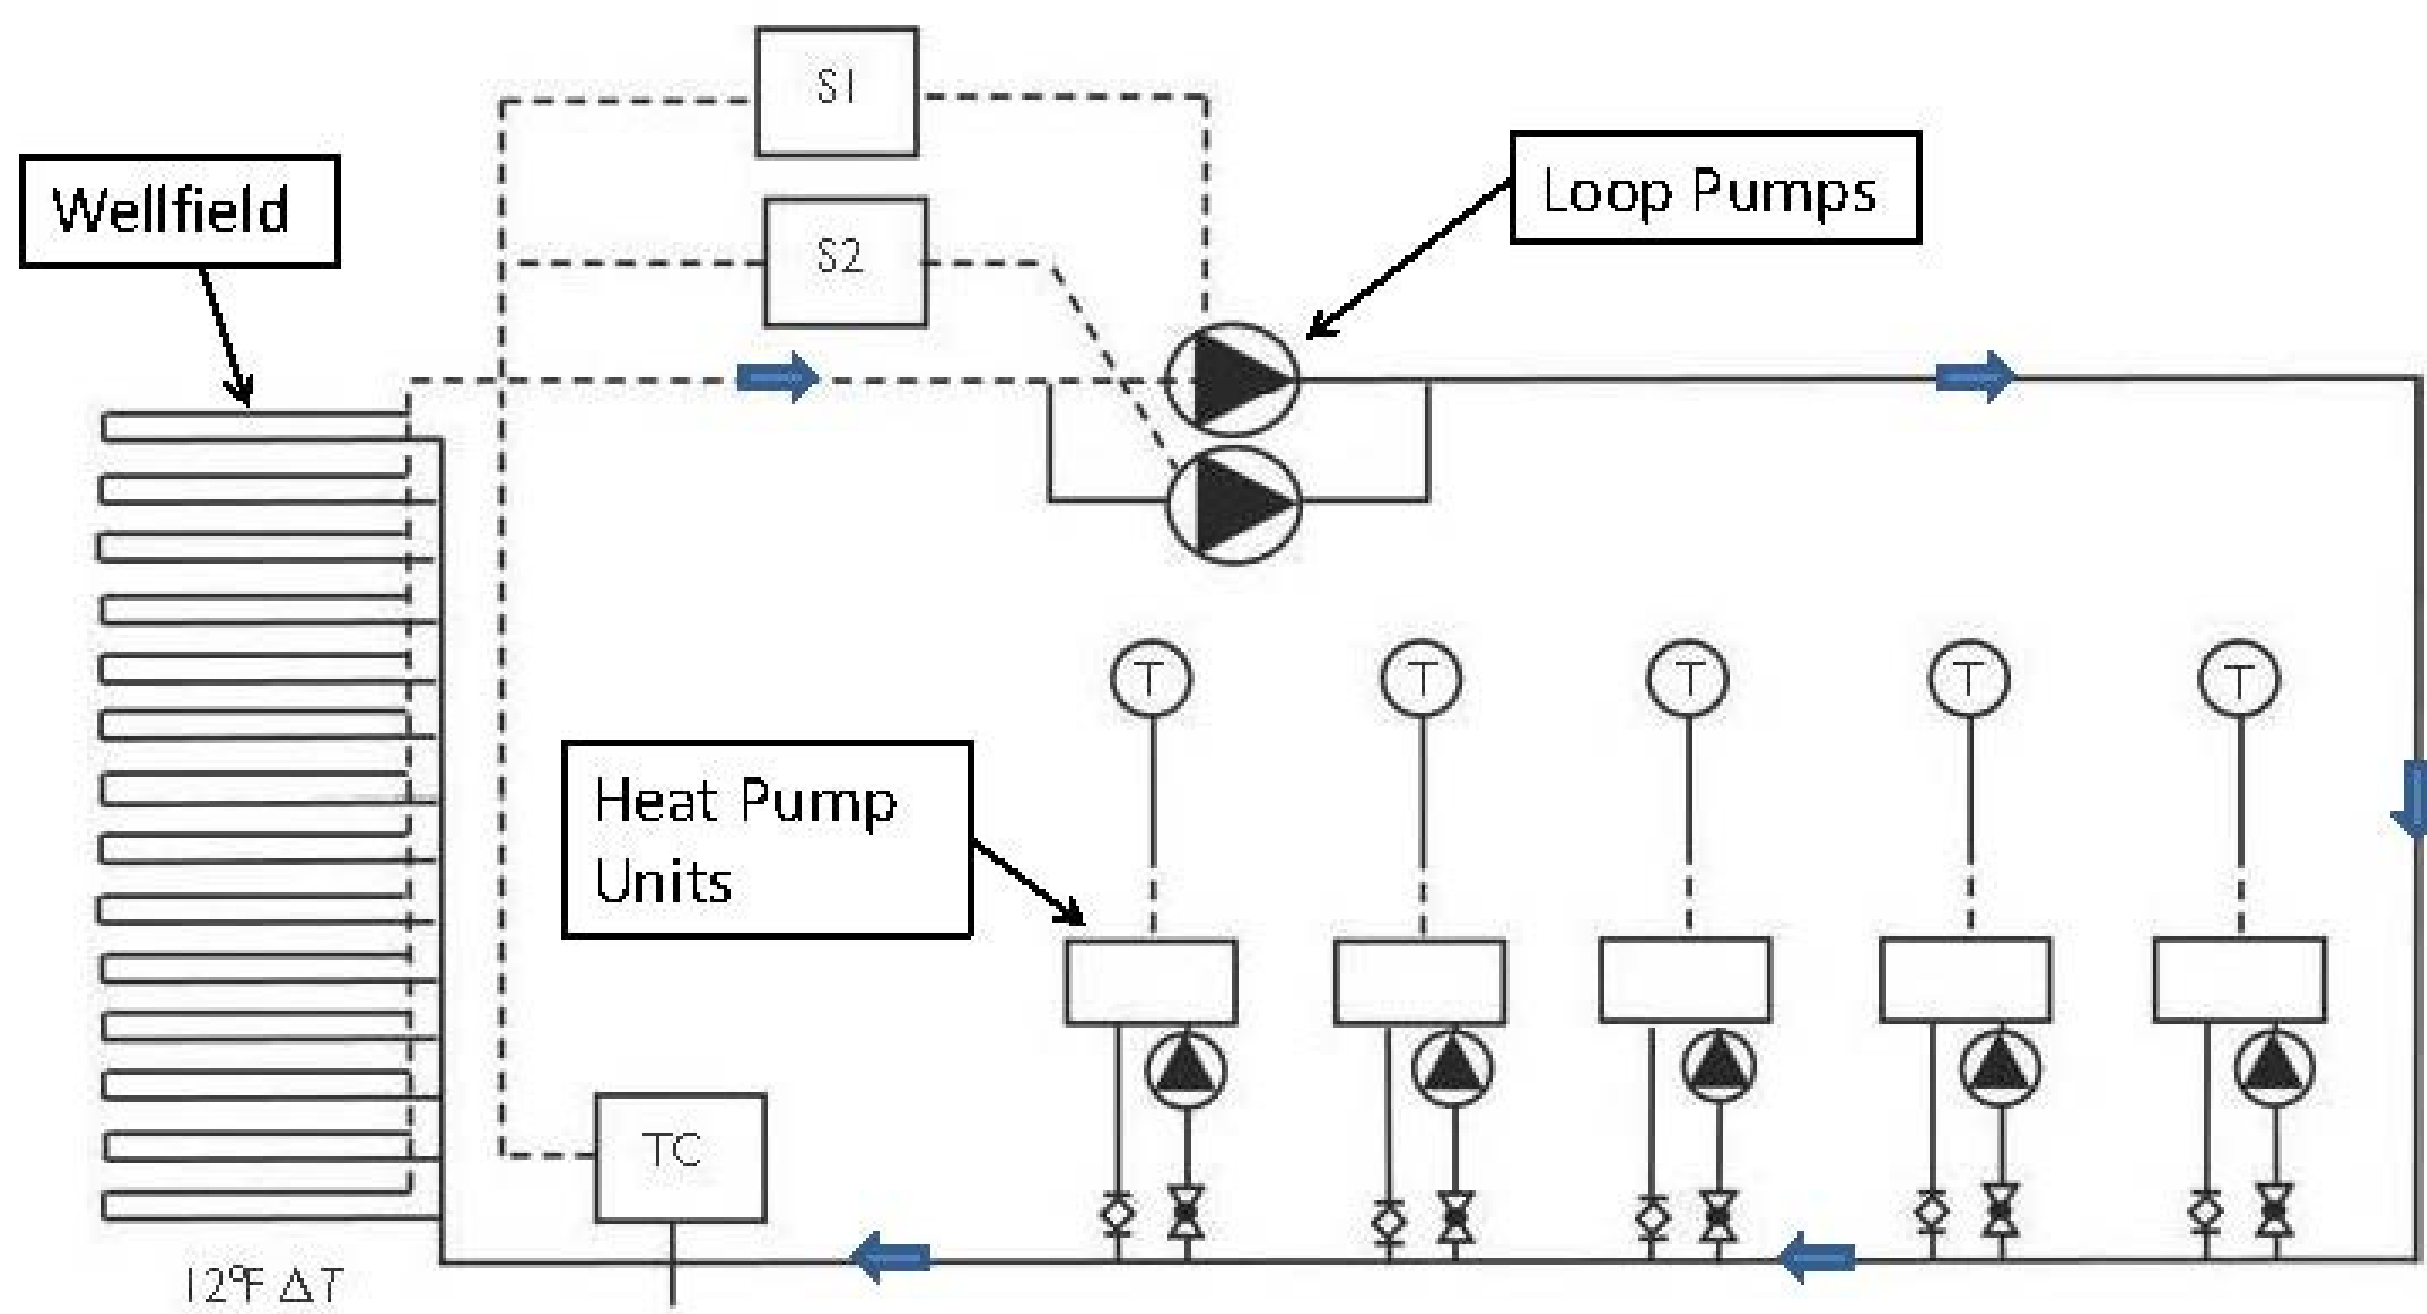 S1
Wellfield
Loop Pumps
S2
T
T
T
T
T
Heat Pump
Units
TC
12°F ΔT